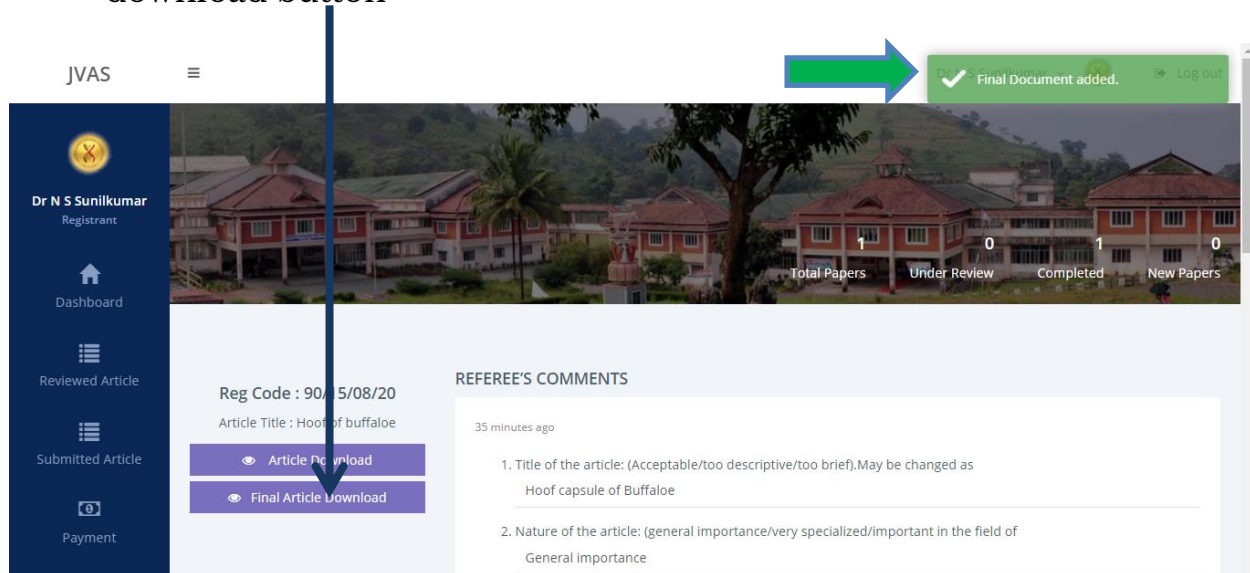 download button
JVAS
Final Document added.
Log out
Dr N S Sunilkumar
Registrant
Dashboard
Reviewed Article
Submitted Article
Payment
1
Total Papers
0
Under Review
1
Completed
0
New Papers
Reg Code : 90/15/08/20
Article Title : Hoof of buffaloe
Article Download
Final Article Download
REFEREE'S COMMENTS
35 minutes ago
1. Title of the article: (Acceptable/too descriptive/too brief).May be changed as
Hoof capsule of Buffaloe
2. Nature of the article: (general importance/very specialized/important in the field of
General importance